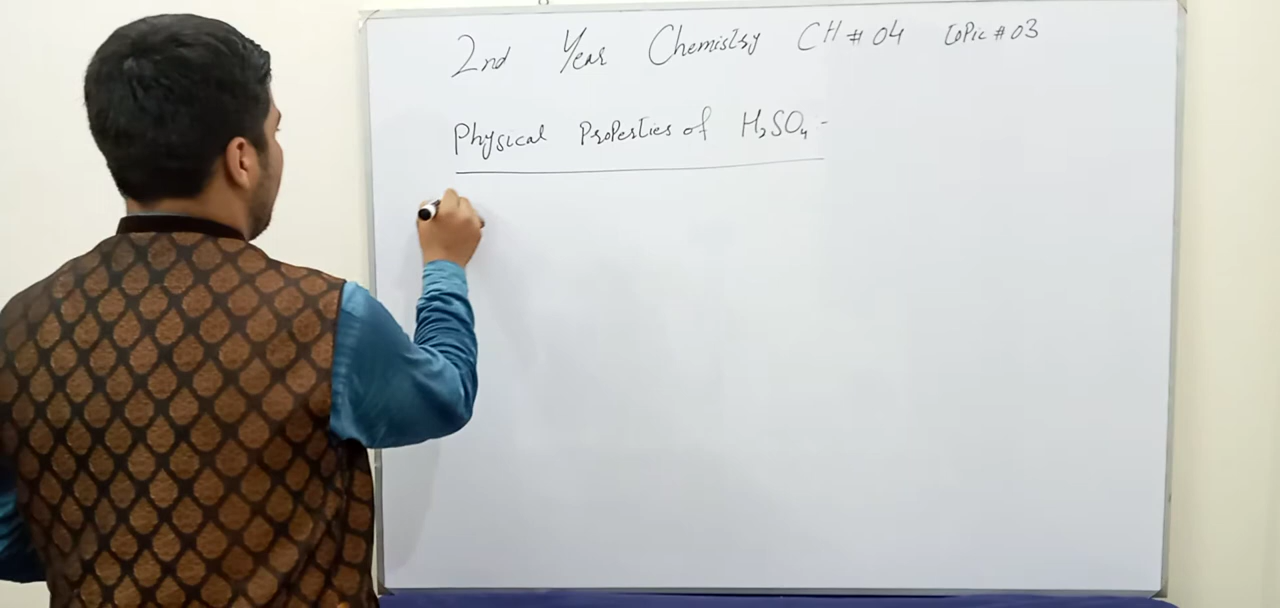 2nd Year Chemistry CH # 04 Topic # 03
Physical Properties of H₂SO₄ -